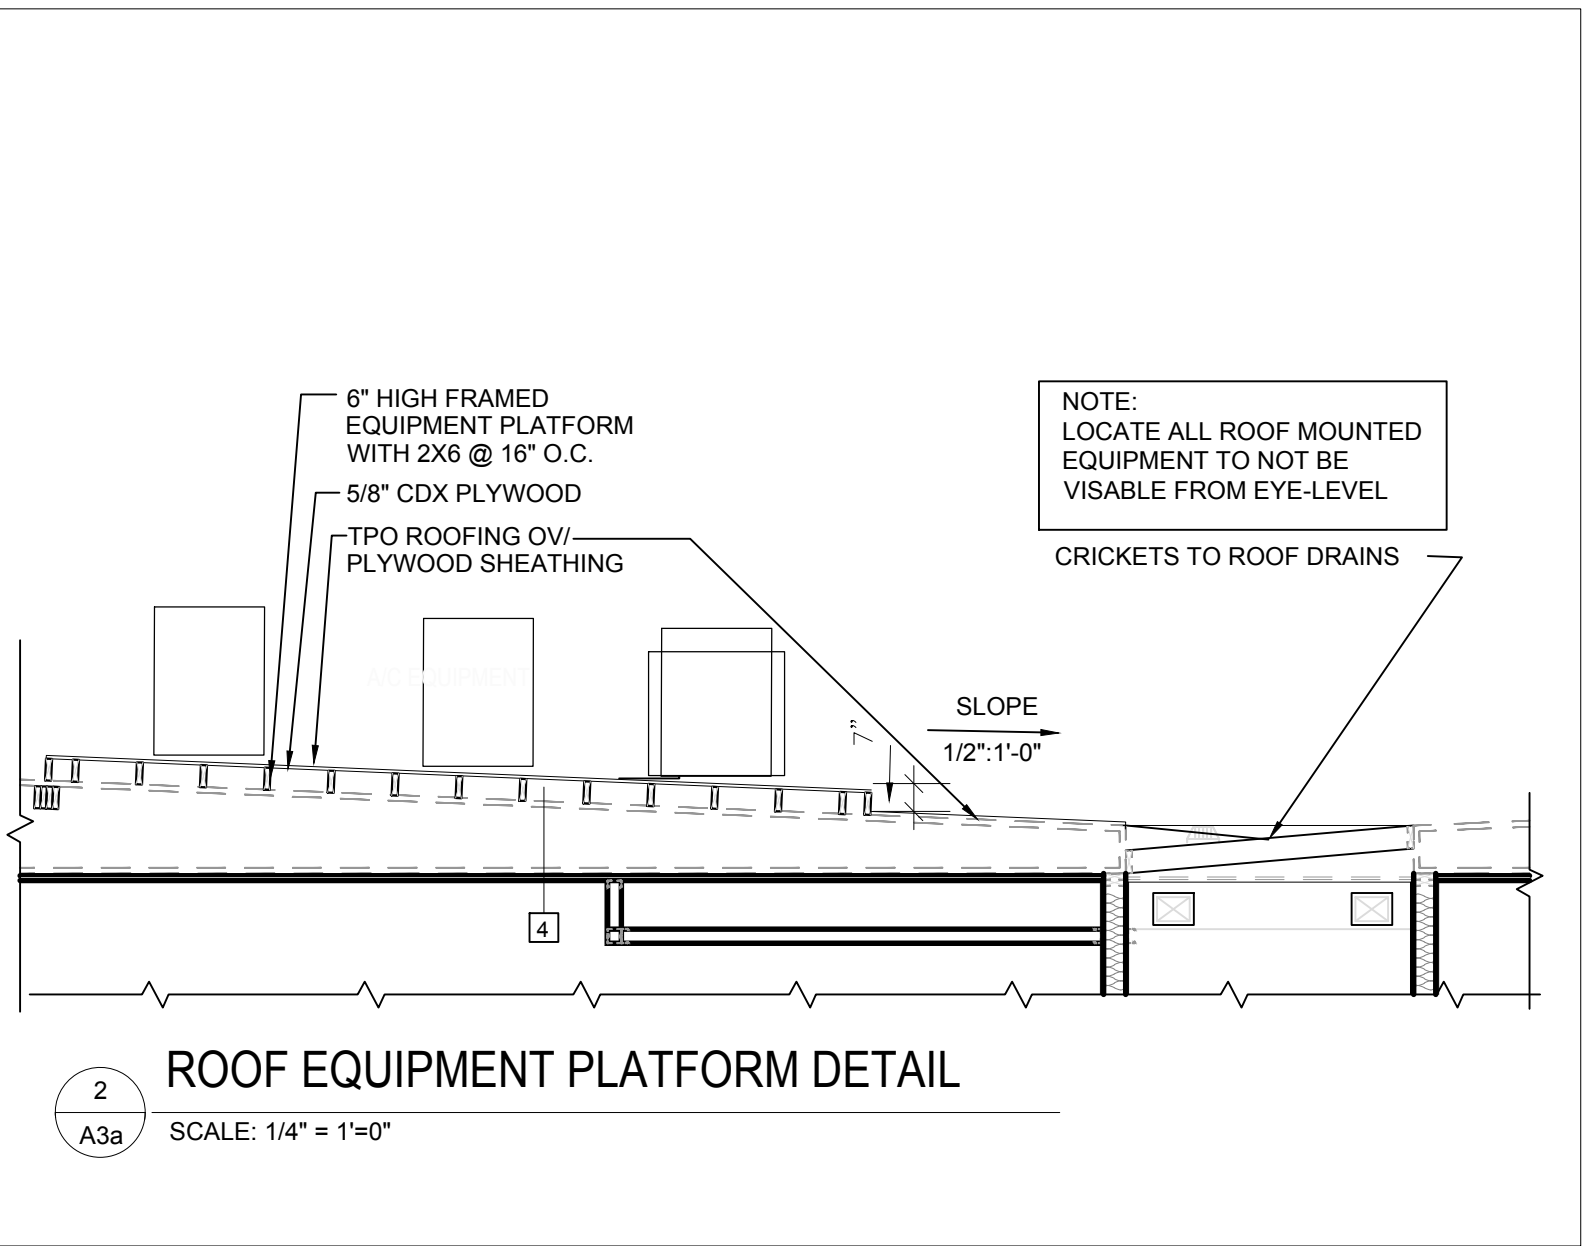 6" HIGH FRAMED
EQUIPMENT PLATFORM
WITH 2X6 @ 16" O.C.
5/8" CDX PLYWOOD
TPO ROOFING OV/
PLYWOOD SHEATHING
NOTE:
LOCATE ALL ROOF MOUNTED
EQUIPMENT TO NOT BE
VISABLE FROM EYE-LEVEL
CRICKETS TO ROOF DRAINS
A/C EQUIPMENT
7"
SLOPE
1/2":1'-0"
4
2
A3a
ROOF EQUIPMENT PLATFORM DETAIL
SCALE: 1/4" = 1'=0"